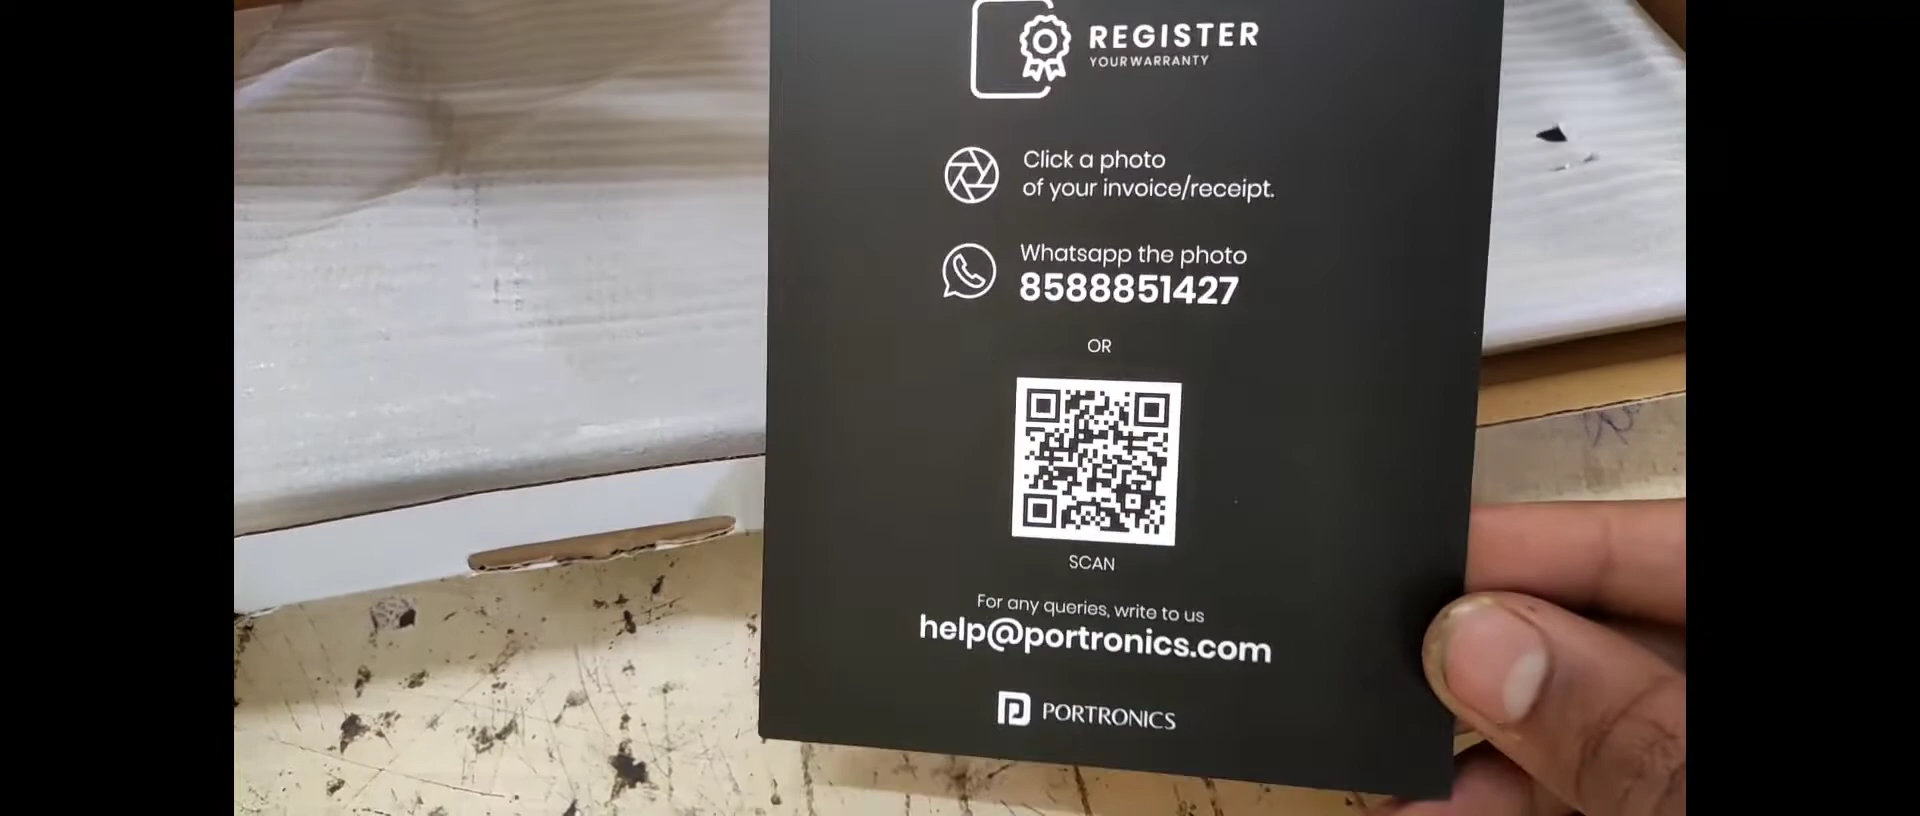 REGISTER
YOUR WARRANTY
Click a photo
of your invoice/receipt.
Whatsapp the photo
8588851427
OR
SCAN
For any queries, write to us
help@portronics.com
PORTRONICS